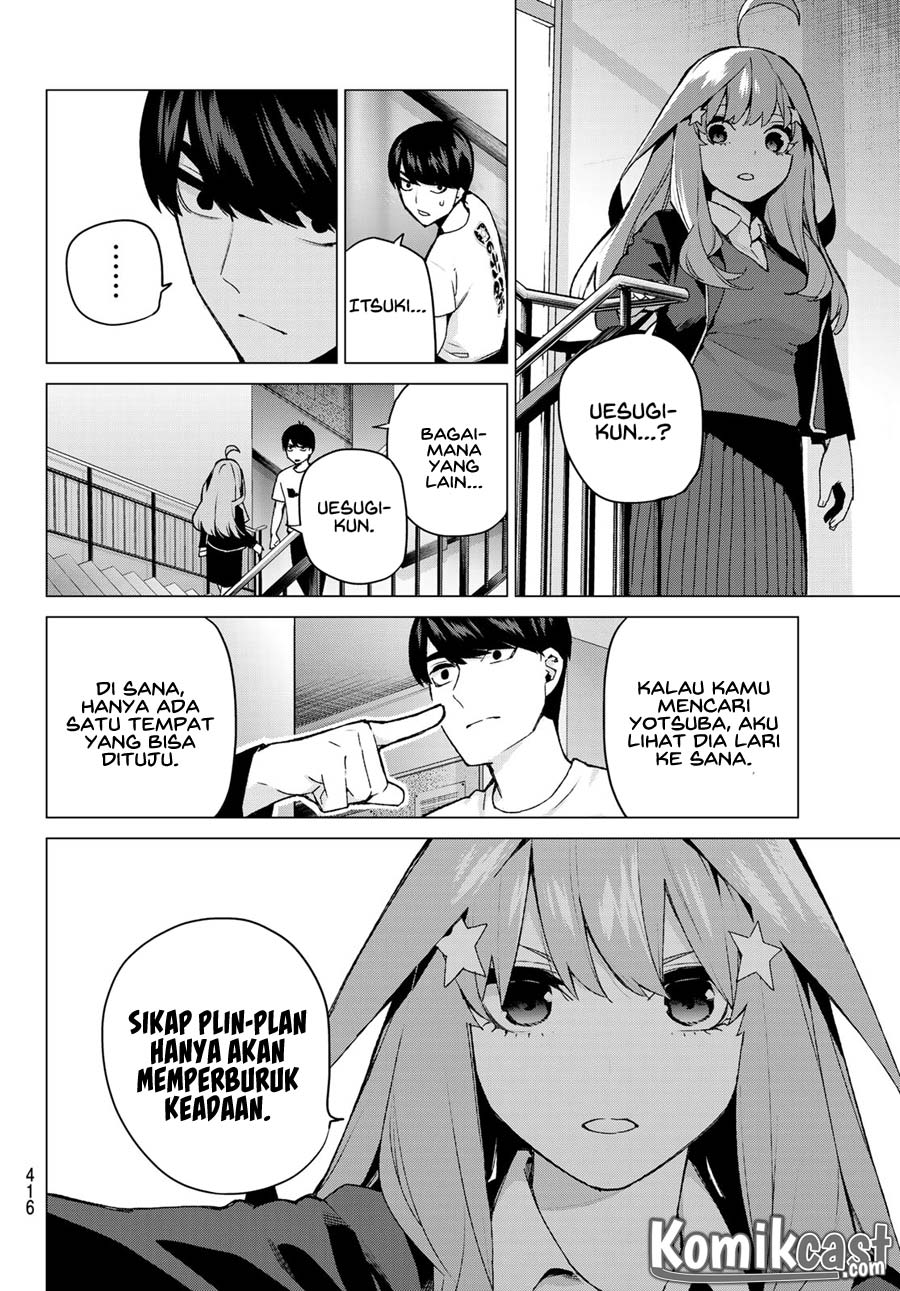 UESUGI-
KUN...?
ITSUKI...
......
BAGAI-
MANA
YANG
LAIN...
UESUGI-
KUN.
KALAU KAMU
MENCARI
YOTSUBA, AKU
LIHAT DIA LARI
KE SANA.
DI SANA,
HANYA ADA
SATU TEMPAT
YANG BISA
DITUJU.
SIKAP PLIN-PLAN
HANYA AKAN
MEMPERBURUK
KEADAAN.
416
Komikcast.com